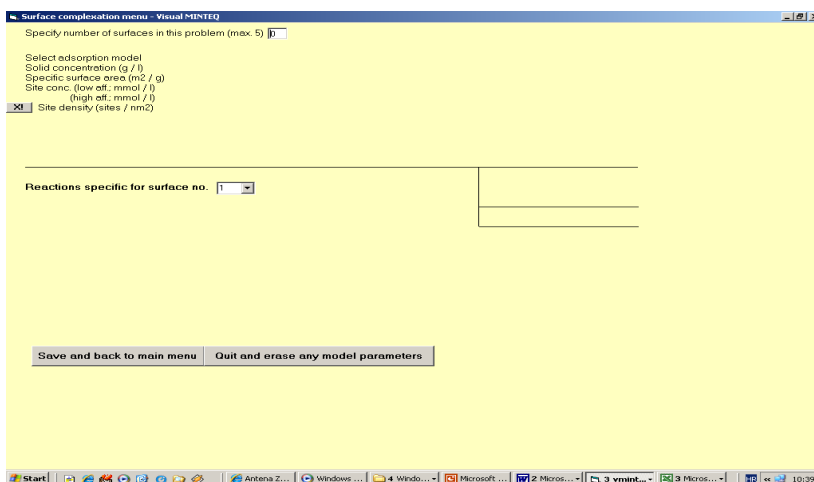 Surface complexation menu - Visual MINTEQ
Specify number of surfaces in this problem (max. 5) 0
Select adsorption model
Solid concentration (g / l)
Specific surface area (m2 / g)
Site conc. (low aff.; mmol / l)
(high aff.; mmol / l)
X! Site density (sites / nm2)
Reactions specific for surface no. 1
Save and back to main menu Quit and erase any model parameters
Start Antena Z... Windows ... 4 Windo... Microsoft ... 2 Micros... 3 vmint... 3 Micros... HR « 10:39